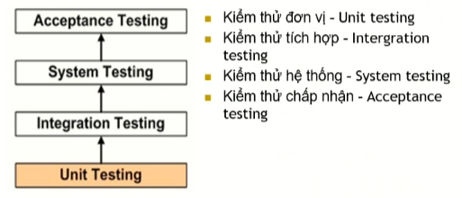 Acceptance Testing
System Testing
Integration Testing
Unit Testing
Kiểm thử đơn vị - Unit testing
Kiểm thử tích hợp - Intergration
testing
Kiểm thử hệ thống - System testing
Kiểm thử chấp nhận - Acceptance
testing